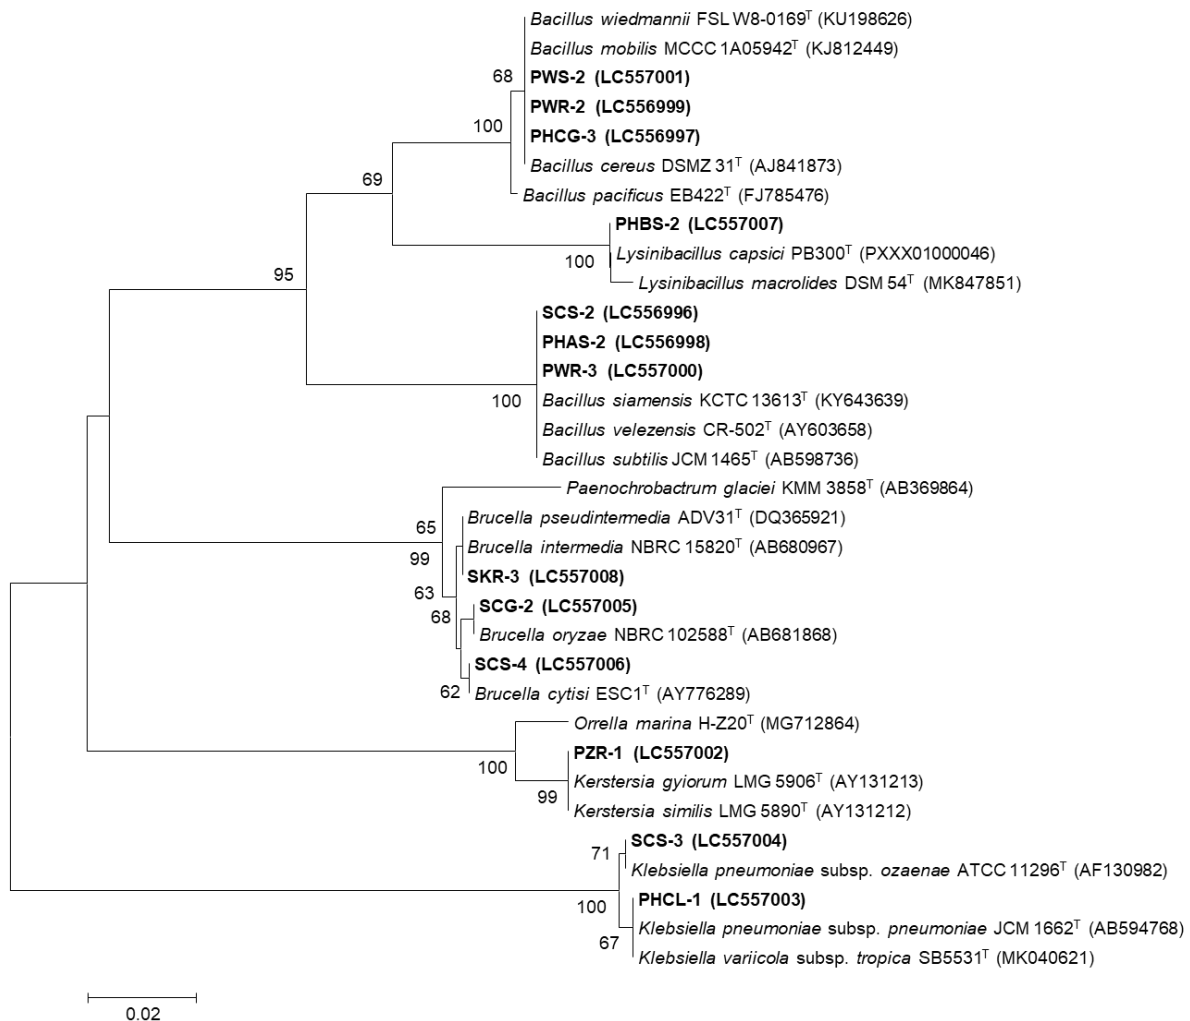 Bacillus wiedmannii FSL W8-0169ᵀ (KU198626)
Bacillus mobilis MCCC 1A05942ᵀ (KJ812449)
68
PWS-2 (LC557001)
PWR-2 (LC556999)
100
PHCG-3 (LC556997)
Bacillus cereus DSMZ 31ᵀ (AJ841873)
69
Bacillus pacificus EB422ᵀ (FJ785476)
PHBS-2 (LC557007)
Lysinibacillus capsici PB300ᵀ (PXXX01000046)
100
95
Lysinibacillus macrolides DSM 54ᵀ (MK847851)
SCS-2 (LC556996)
PHAS-2 (LC556998)
PWR-3 (LC557000)
100
Bacillus siamensis KCTC 13613ᵀ (KY643639)
Bacillus velezensis CR-502ᵀ (AY603658)
Bacillus subtilis JCM 1465ᵀ (AB598736)
Paenochrobactrum glaciei KMM 3858ᵀ (AB369864)
65
Brucella pseudintermedia ADV31ᵀ (DQ365921)
99
Brucella intermedia NBRC 15820ᵀ (AB680967)
SKR-3 (LC557008)
63
SCG-2 (LC557005)
68
Brucella oryzae NBRC 102588ᵀ (AB681868)
SCS-4 (LC557006)
62
Brucella cytisi ESC1ᵀ (AY776289)
Orrella marina H-Z20ᵀ (MG712864)
PZR-1 (LC557002)
100
Kerstersia gyiorum LMG 5906ᵀ (AY131213)
99
Kerstersia similis LMG 5890ᵀ (AY131212)
SCS-3 (LC557004)
71
Klebsiella pneumoniae subsp. ozaenae ATCC 11296ᵀ (AF130982)
PHCL-1 (LC557003)
100
Klebsiella pneumoniae subsp. pneumoniae JCM 1662ᵀ (AB594768)
67
Klebsiella variicola subsp. tropica SB5531ᵀ (MK040621)
0.02